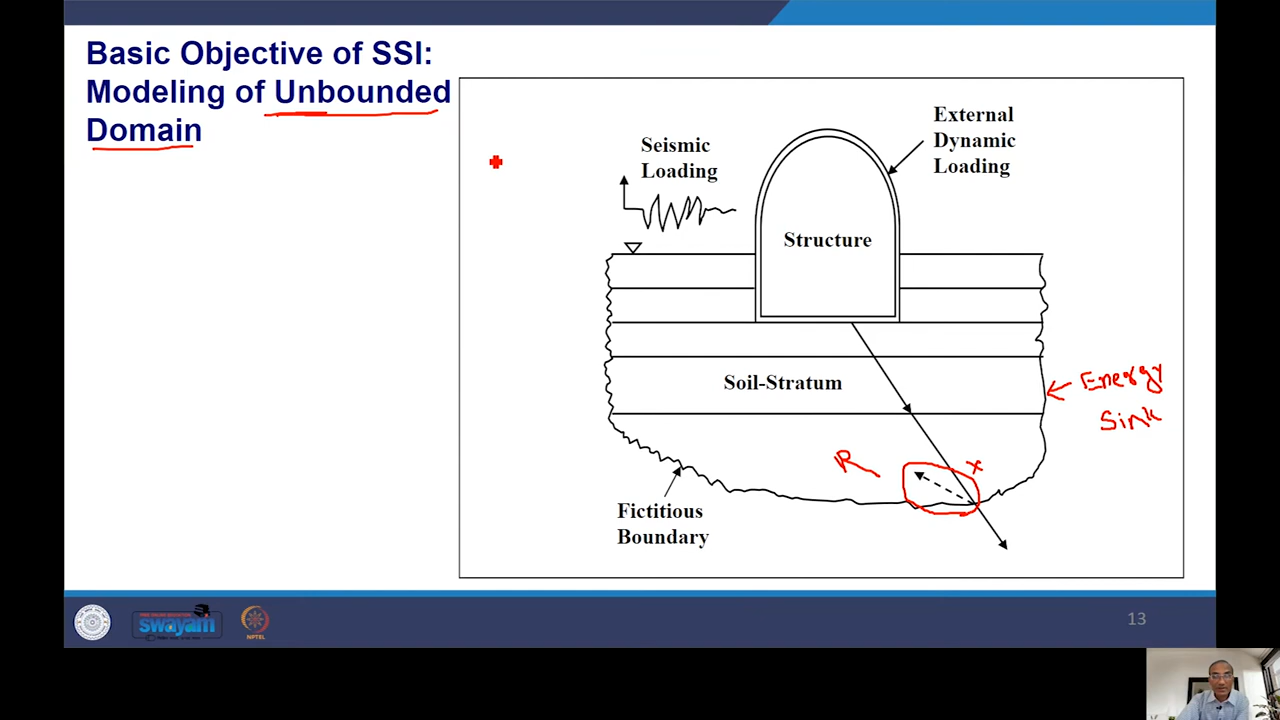 Basic Objective of SSI:
Modeling of Unbounded
Domain
Seismic
Loading
External
Dynamic
Loading
Structure
Soil-Stratum
Energy
Sink
R
x
Fictitious
Boundary
swayam
NPTEL
13